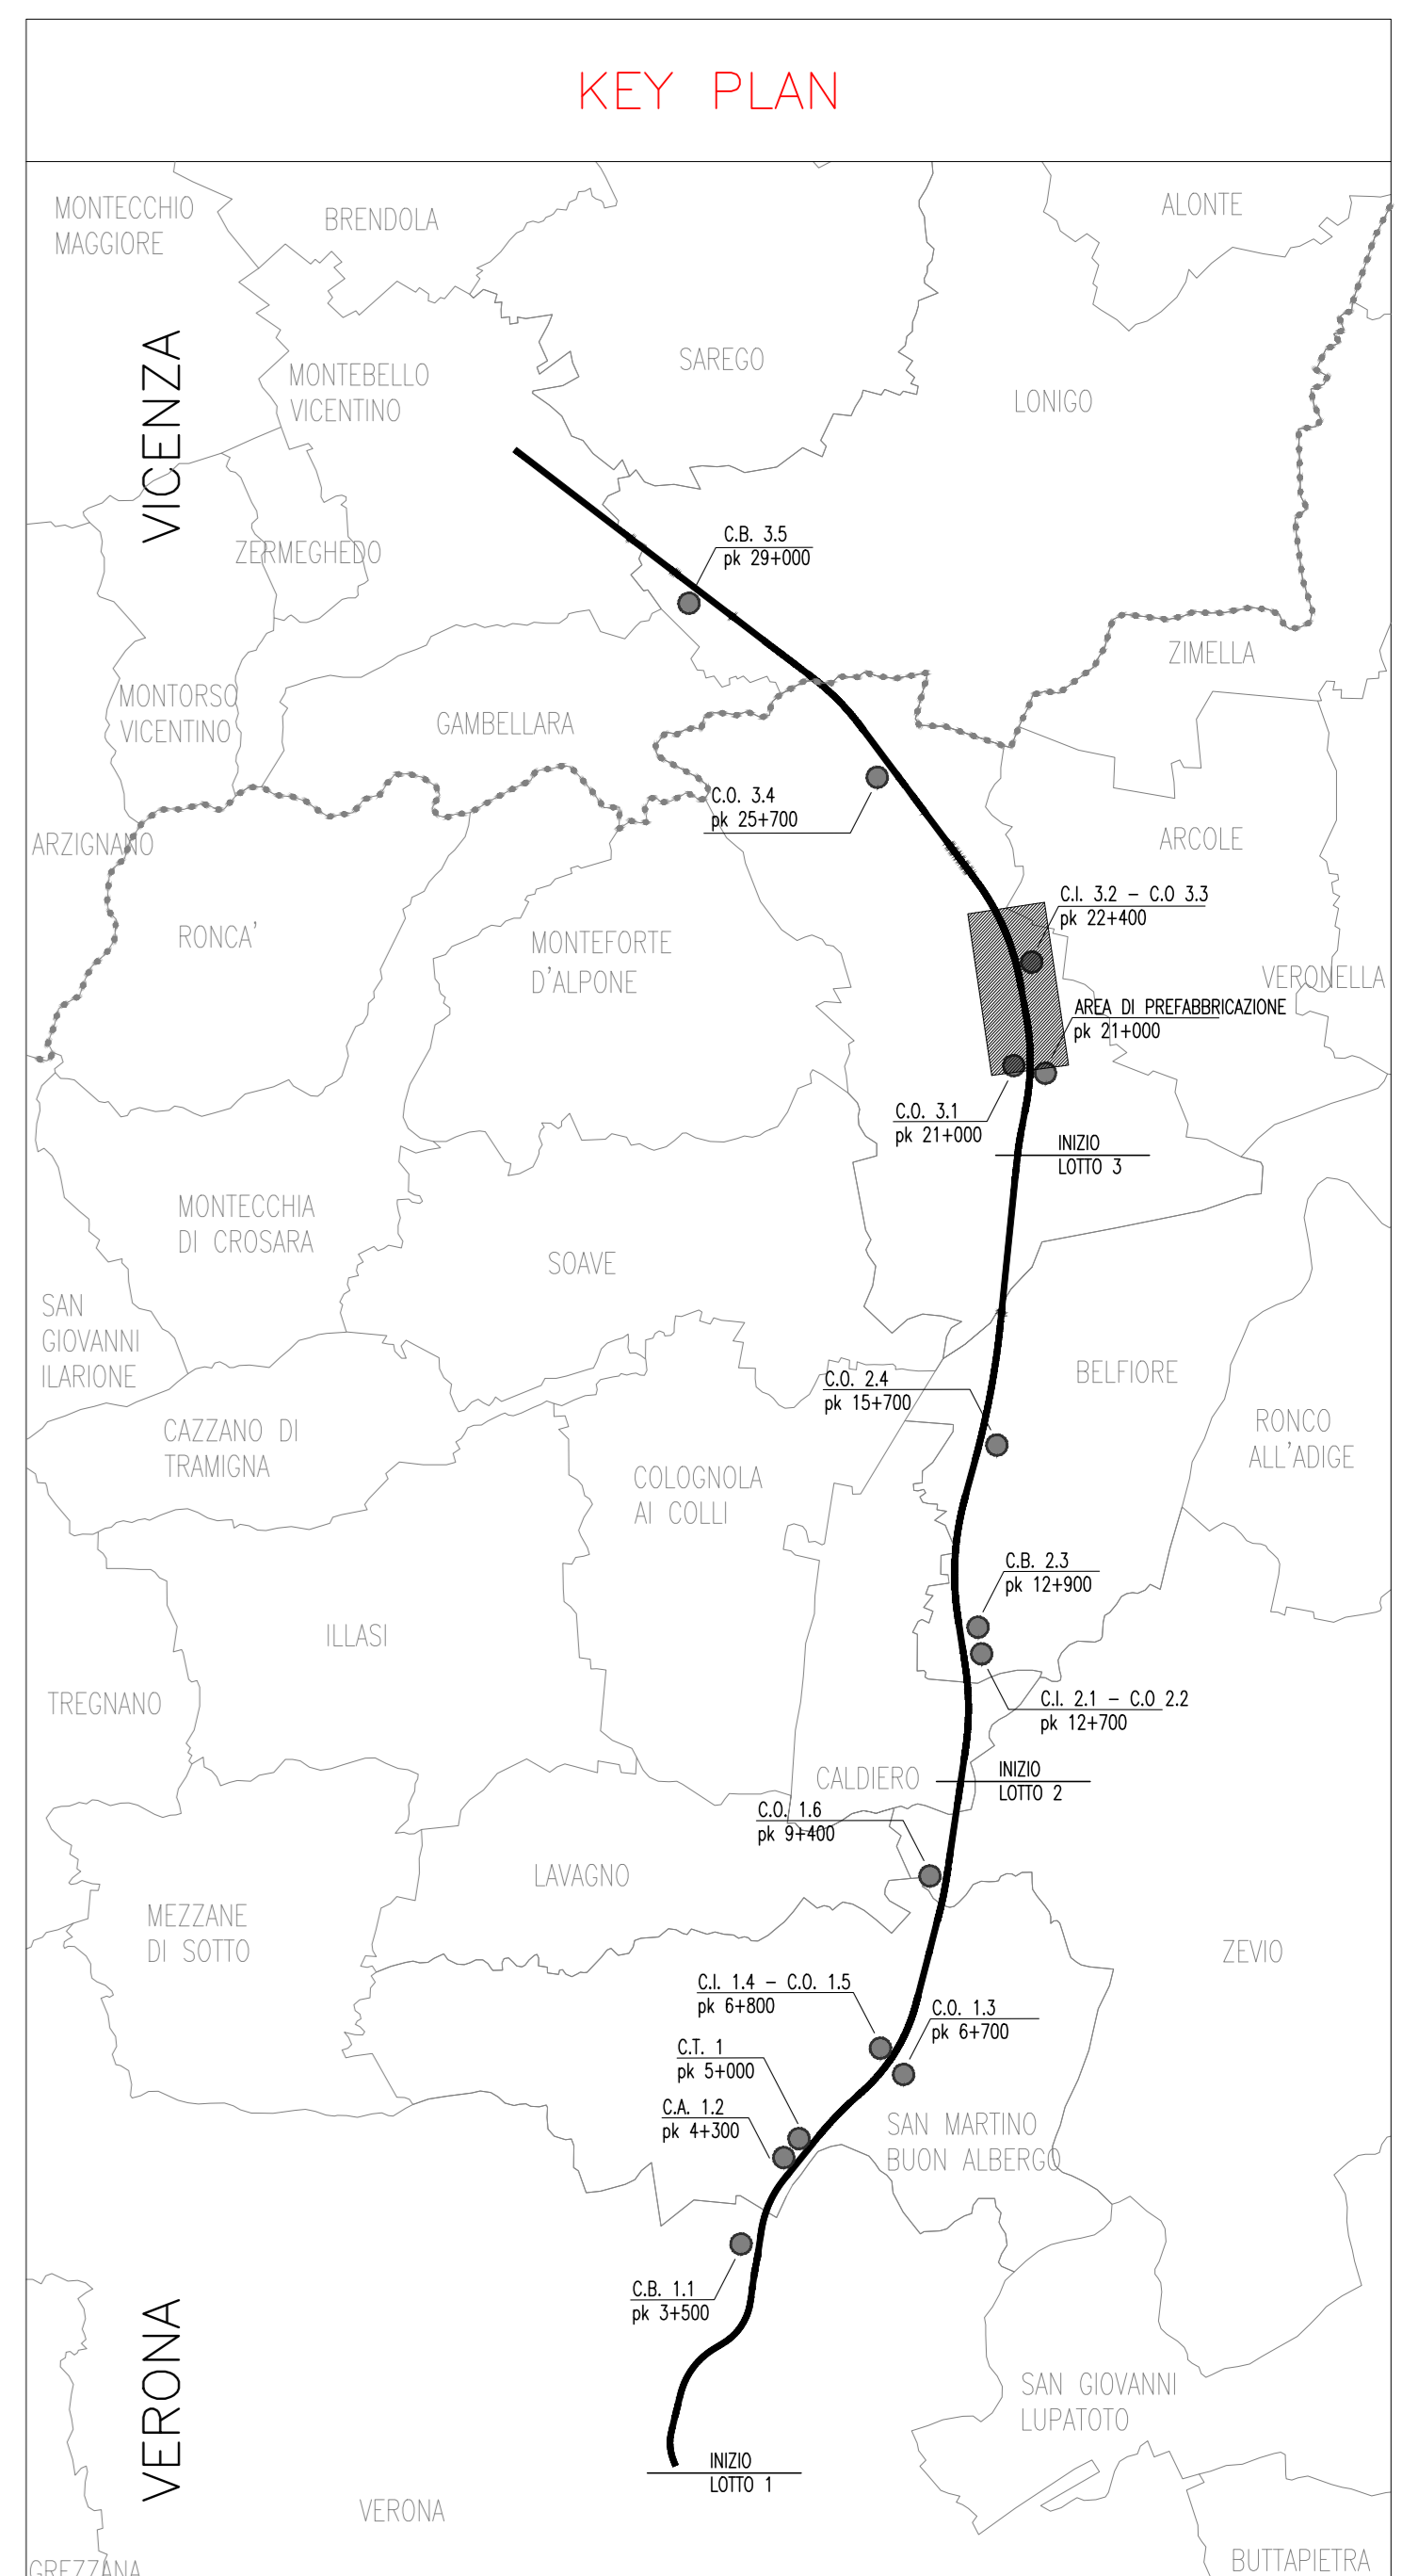 KEY PLAN
MONTECCHIO
MAGGIORE
BRENDOLA
ALONTE
VICENZA
MONTEBELLO
VICENTINO
SAREGO
LONIGO
C.B. 3.5
pk 29+000
ZERMEGHEDO
ZIMELLA
MONTORSO
VICENTINO
GAMBELLARA
C.O. 3.4
pk 25+700
ARZIGNANO
ARCOLE
C.I. 3.2 – C.O 3.3
pk 22+400
RONCA'
MONTEFORTE
D'ALPONE
VERONELLA
AREA DI PREFABBRICAZIONE
pk 21+000
C.O. 3.1
pk 21+000
INIZIO
LOTTO 3
MONTECCHIA
DI CROSARA
SOAVE
SAN
GIOVANNI
ILARIONE
C.O. 2.4
pk 15+700
BELFIORE
RONCO
ALL'ADIGE
CAZZANO DI
TRAMIGNA
COLOGNOLA
AI COLLI
C.B. 2.3
pk 12+900
ILLASI
TREGNANO
C.I. 2.1 – C.O 2.2
pk 12+700
CALDIERO
INIZIO
LOTTO 2
C.O. 1.6
pk 9+400
LAVAGNO
MEZZANE
DI SOTTO
ZEVIO
C.I. 1.4 – C.O. 1.5
pk 6+800
C.O. 1.3
pk 6+700
C.T. 1
pk 5+000
C.A. 1.2
pk 4+300
SAN MARTINO
BUON ALBERGO
C.B. 1.1
pk 3+500
VERONA
SAN GIOVANNI
LUPATOTO
INIZIO
LOTTO 1
VERONA
BUTTAPIETRA
GREZZANA